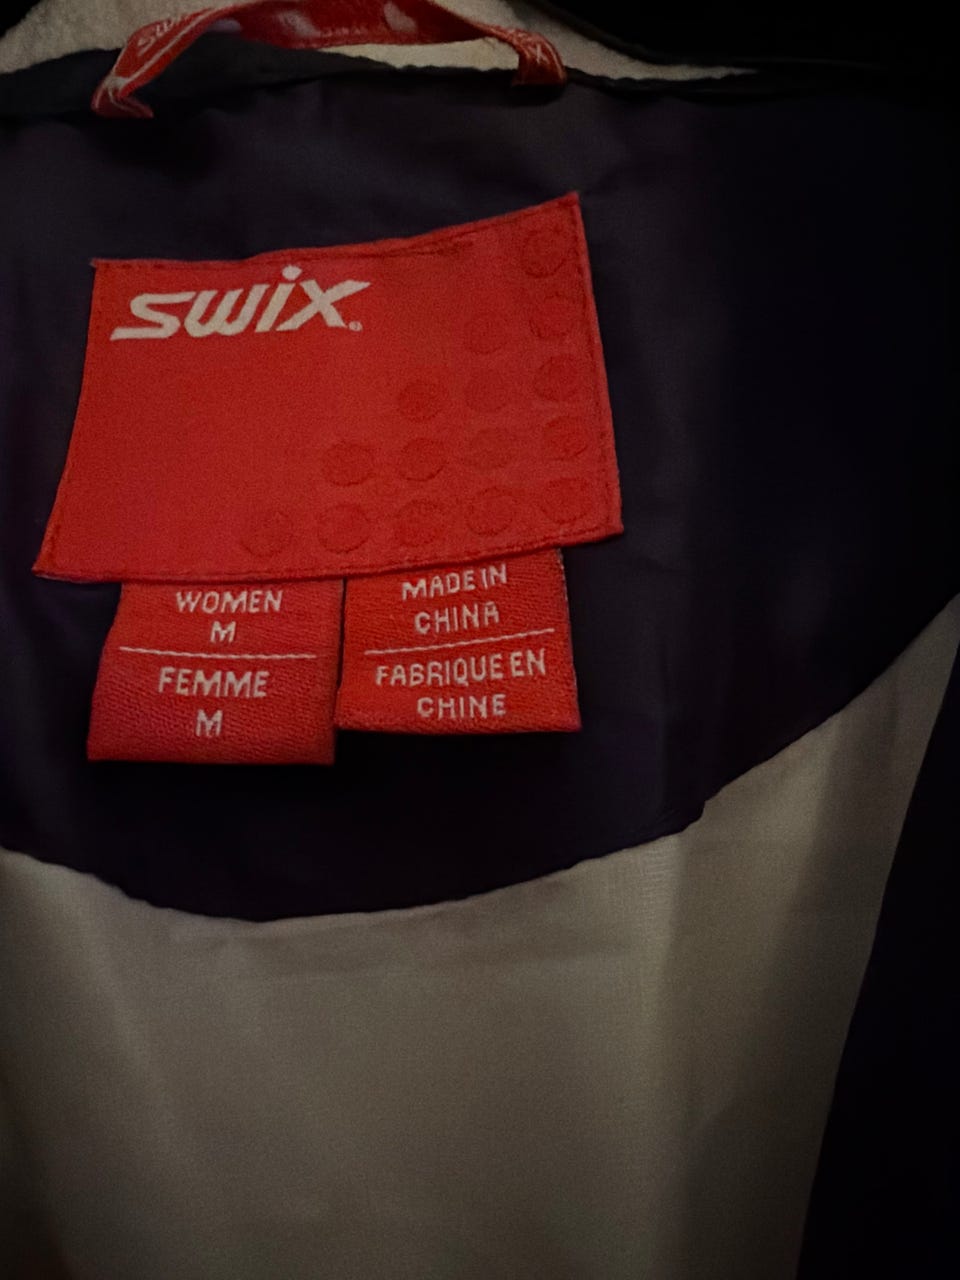 SWIX
WOMEN
M
FEMME
M
MADE IN
CHINA
FABRIQUE EN
CHINE